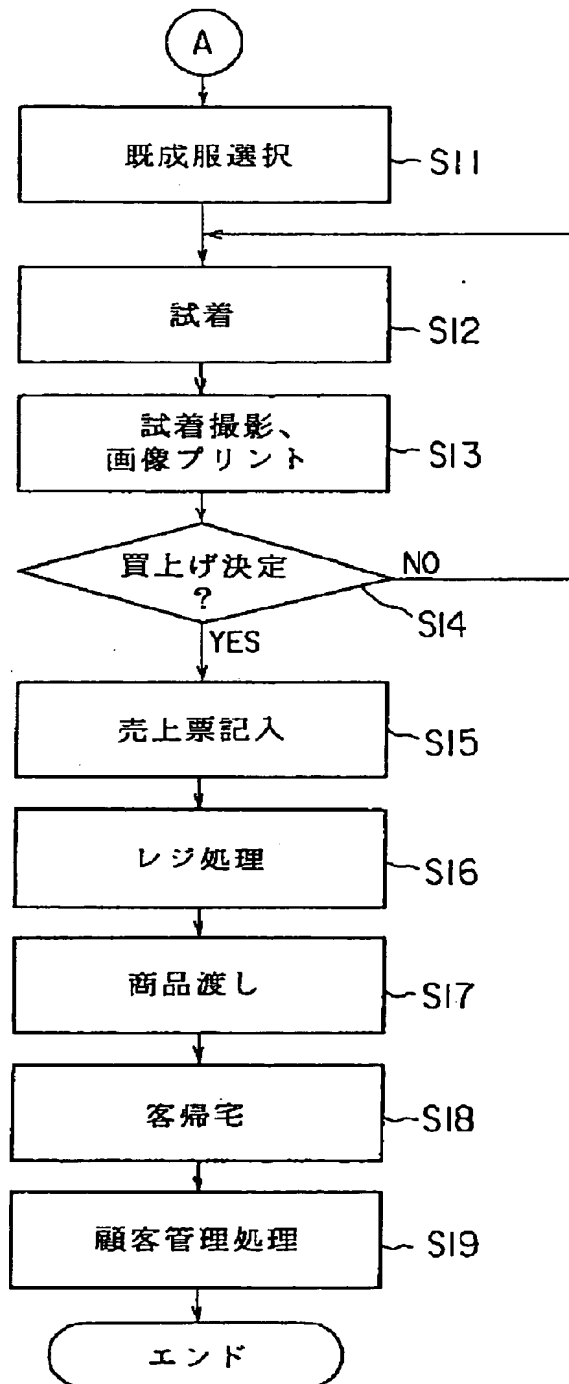 A
既成服選択
S11
試着
S12
試着撮影、
画像プリント
S13
買上げ決定
?
NO
S14
YES
売上票記入
S15
レジ処理
S16
商品渡し
S17
客帰宅
S18
顧客管理処理
S19
エンド